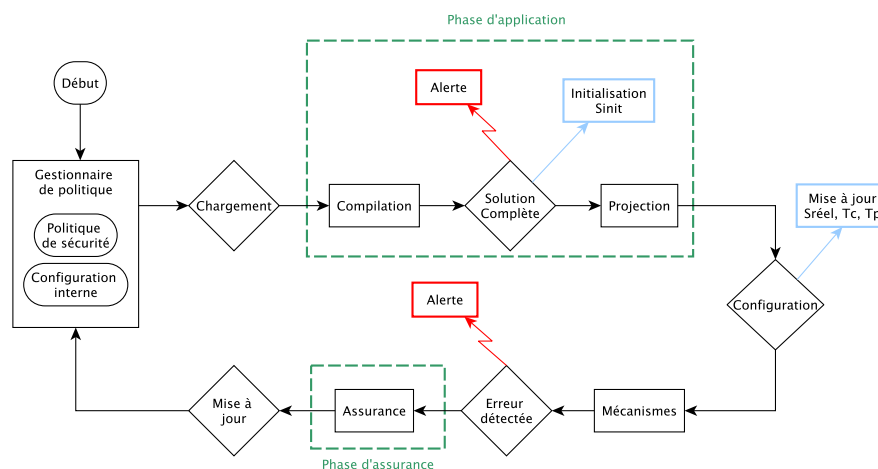 Phase d'application
Début
Alerte
Initialisation
Sinit
Gestionnaire
de politique
Politique
de sécurité
Configuration
interne
Chargement
Compilation
Solution
Complète
Projection
Mise à jour
Sréel, Tc, Tp
Configuration
Alerte
Mise à
jour
Assurance
Erreur
détectée
Mécanismes
Phase d'assurance